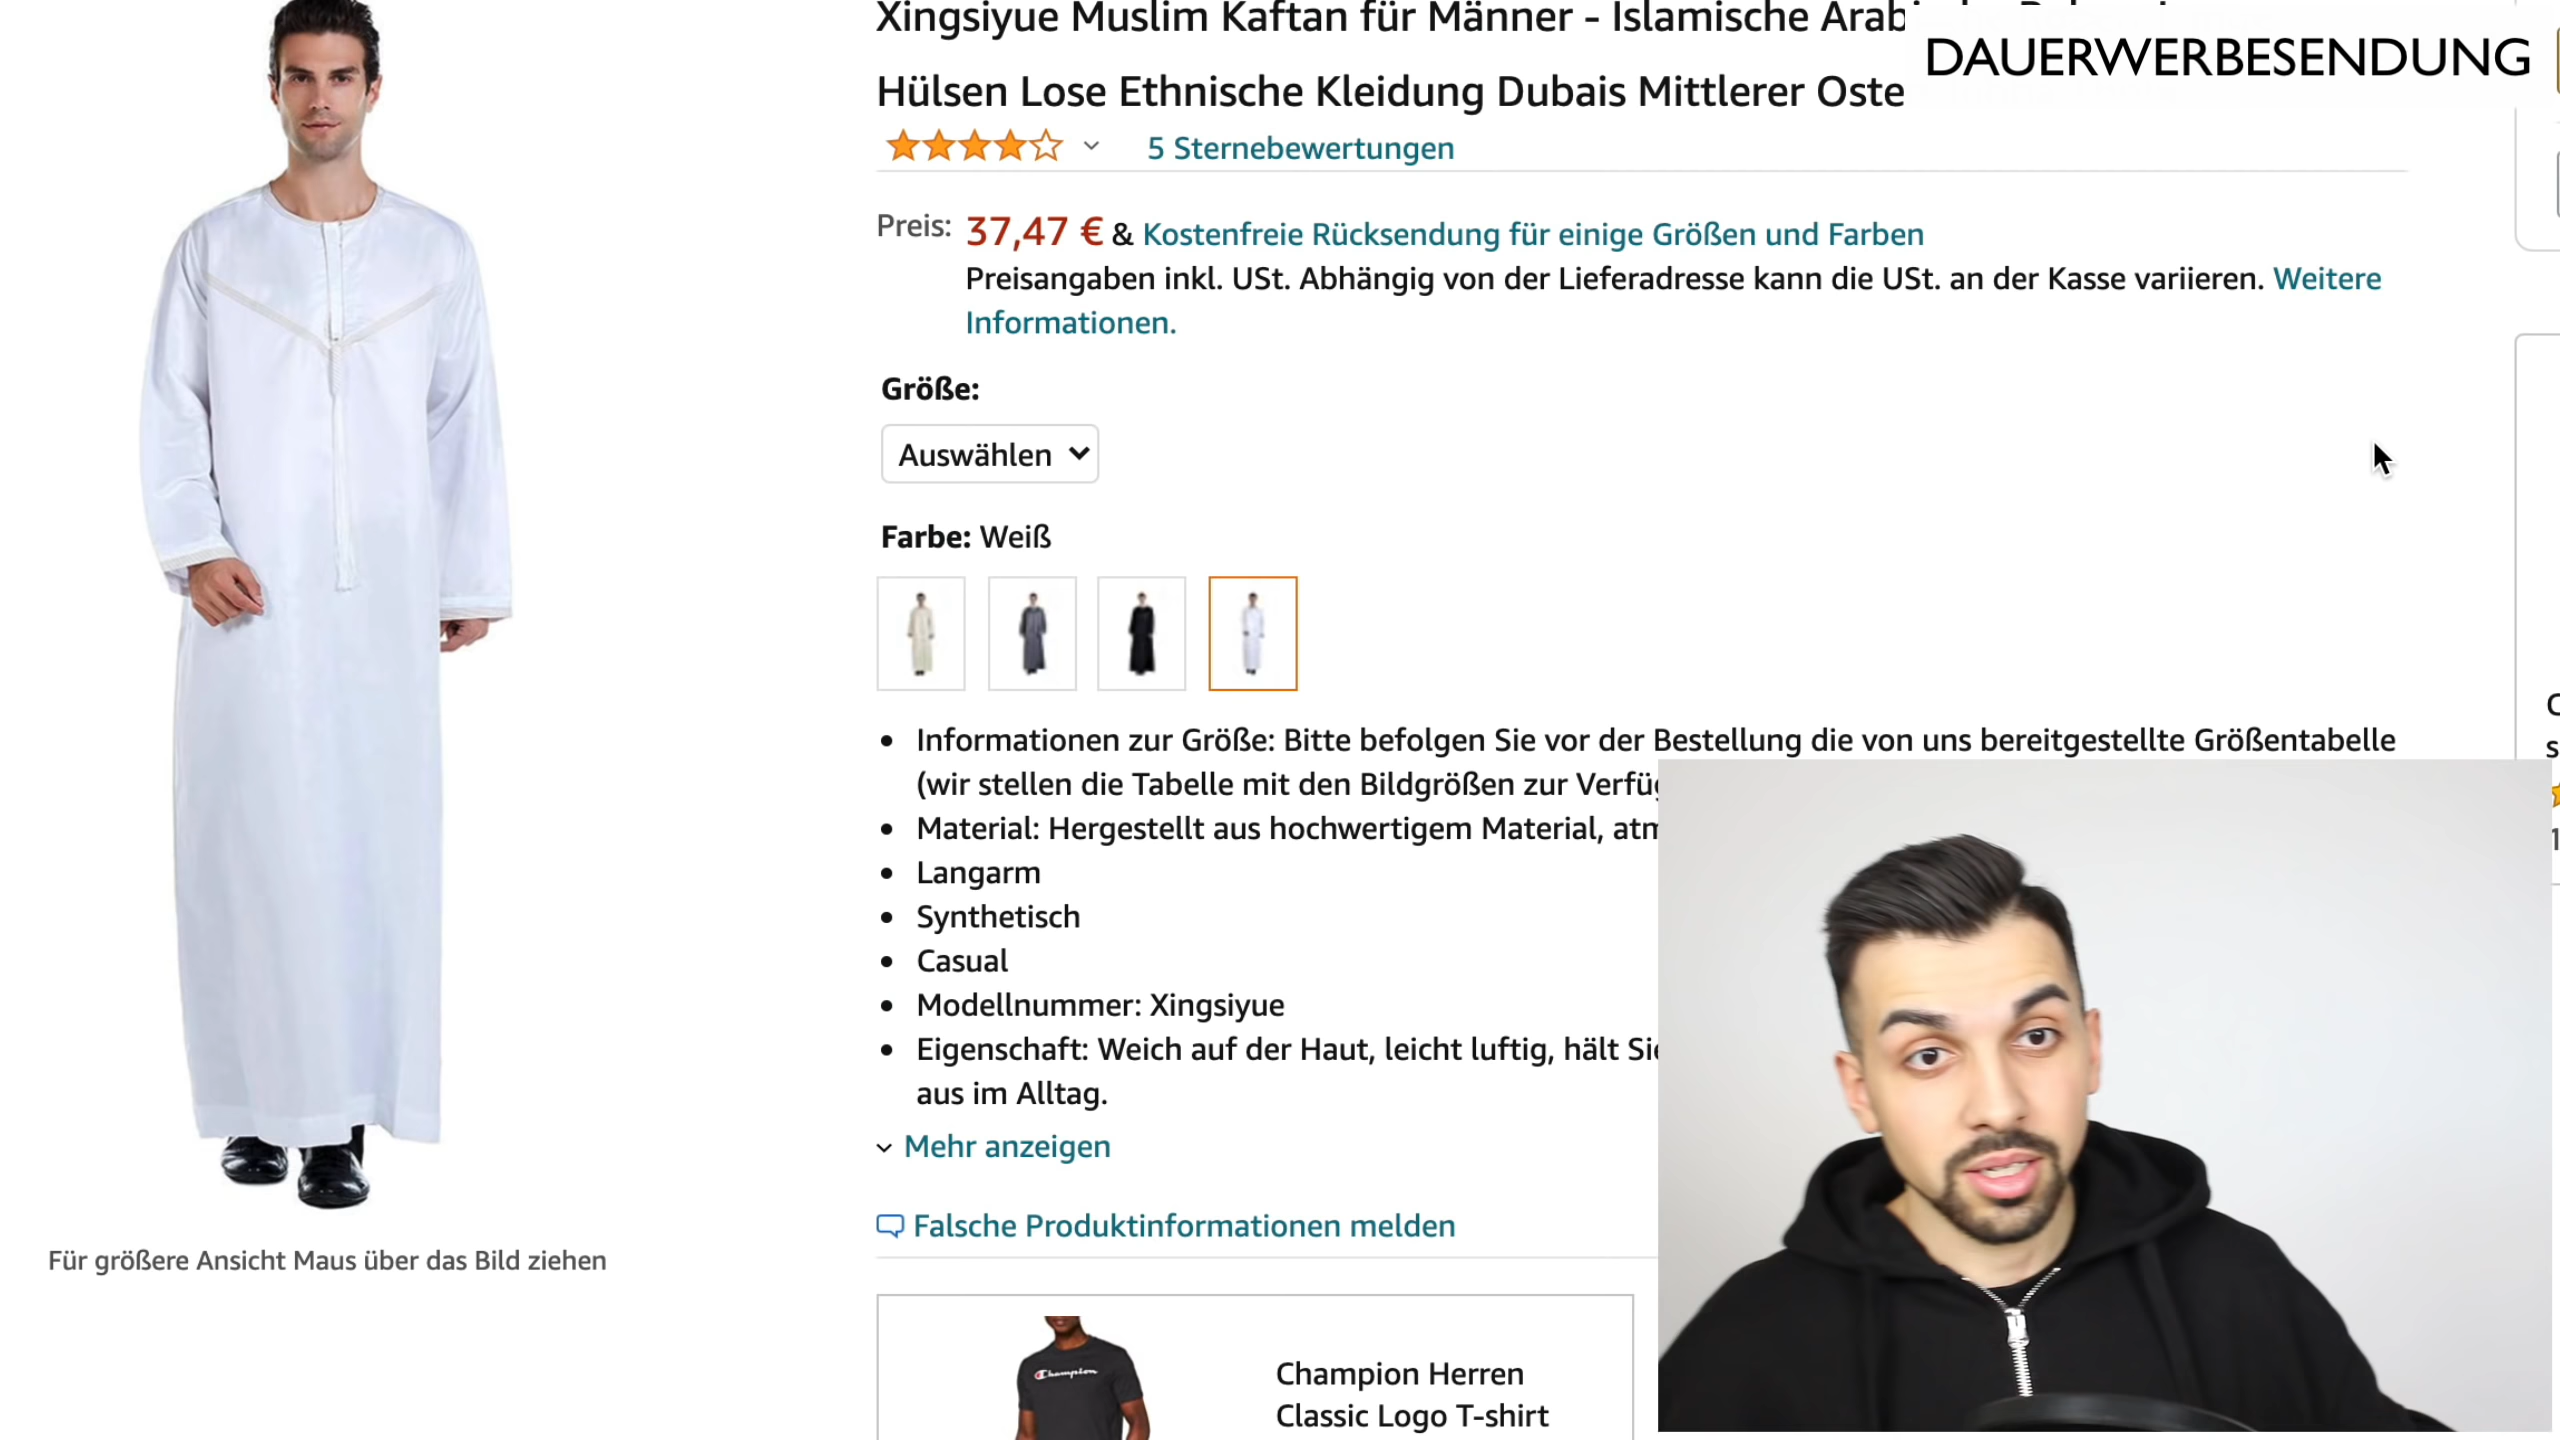 Xingsiyue Muslim Kaftan für Männer - Islamische Arab
DAUERWERBESENDUNG
Hülsen Lose Ethnische Kleidung Dubais Mittlerer Oste
5 Sternebewertungen
Preis: 37,47 € & Kostenfreie Rücksendung für einige Größen und Farben
Preisangaben inkl. USt. Abhängig von der Lieferadresse kann die USt. an der Kasse variieren. Weitere
Informationen.
Größe:
Auswählen
Farbe: Weiß
Informationen zur Größe: Bitte befolgen Sie vor der Bestellung die von uns bereitgestellte Größentabelle
(wir stellen die Tabelle mit den Bildgrößen zur Verfüg
Material: Hergestellt aus hochwertigem Material, atm
Langarm
Synthetisch
Casual
Modellnummer: Xingsiyue
Eigenschaft: Weich auf der Haut, leicht luftig, hält Sie
aus im Alltag.
Mehr anzeigen
Falsche Produktinformationen melden
Für größere Ansicht Maus über das Bild ziehen
Champion
Champion Herren
Classic Logo T-shirt